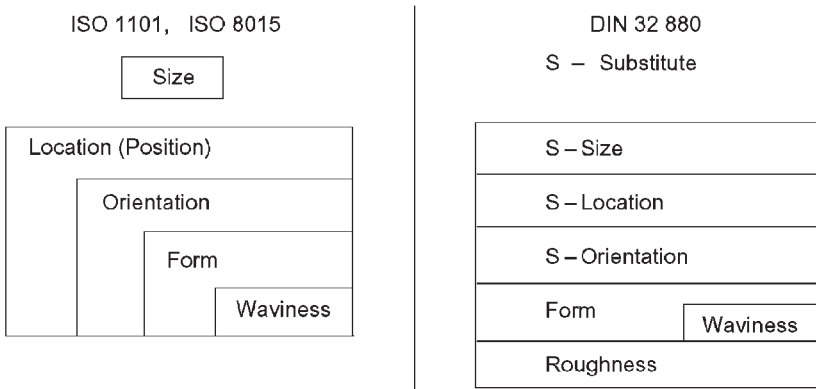 ISO 1101, ISO 8015
Size
Location (Position)
Orientation
Form
Waviness
DIN 32 880
S – Substitute
S – Size
S – Location
S – Orientation
Form
Waviness
Roughness